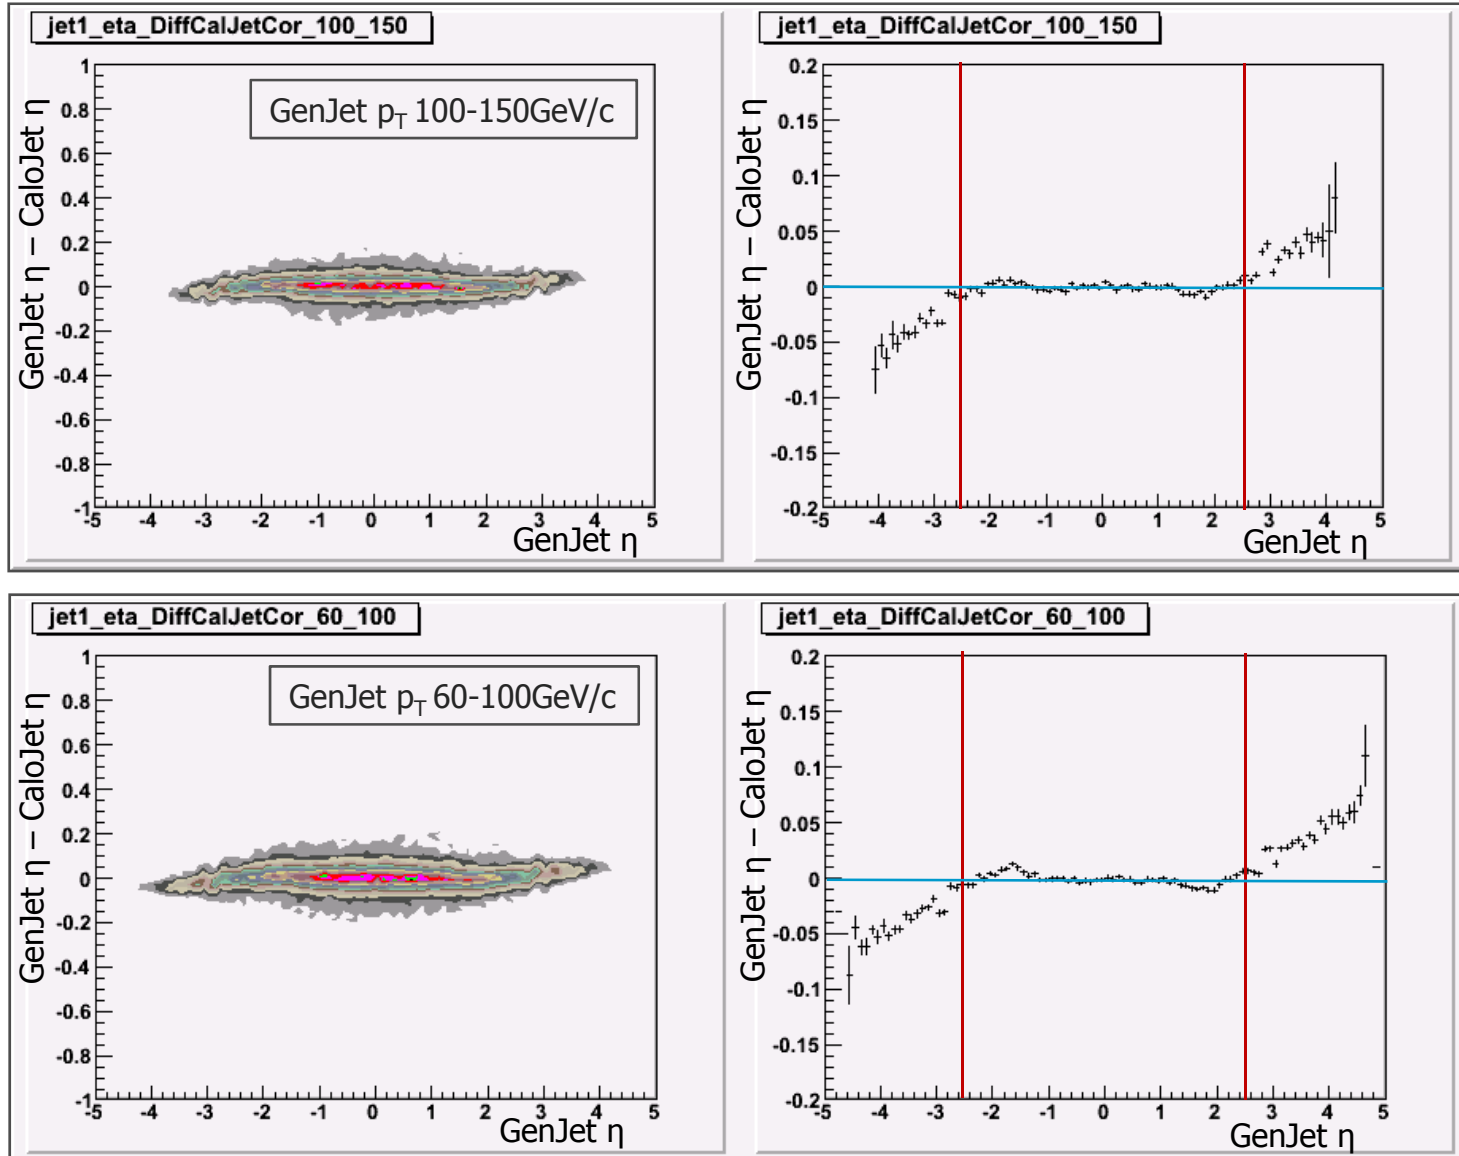 jet1_eta_DiffCalJetCor_100_150
GenJet p_T 100-150GeV/c
GenJet η – CaloJet η
1
0.8
0.6
0.4
0.2
0
-0.2
-0.4
-0.6
-0.8
-1
-5 -4 -3 -2 -1 0 1 2 3 4 5
GenJet η
jet1_eta_DiffCalJetCor_100_150
GenJet η – CaloJet η
0.2
0.15
0.1
0.05
0
-0.05
-0.1
-0.15
-0.2
-5 -4 -3 -2 -1 0 1 2 3 4 5
GenJet η
jet1_eta_DiffCalJetCor_60_100
GenJet p_T 60-100GeV/c
GenJet η – CaloJet η
1
0.8
0.6
0.4
0.2
0
-0.2
-0.4
-0.6
-0.8
-1
-5 -4 -3 -2 -1 0 1 2 3 4 5
GenJet η
jet1_eta_DiffCalJetCor_60_100
GenJet η – CaloJet η
0.2
0.15
0.1
0.05
0
-0.05
-0.1
-0.15
-0.2
-5 -4 -3 -2 -1 0 1 2 3 4 5
GenJet η